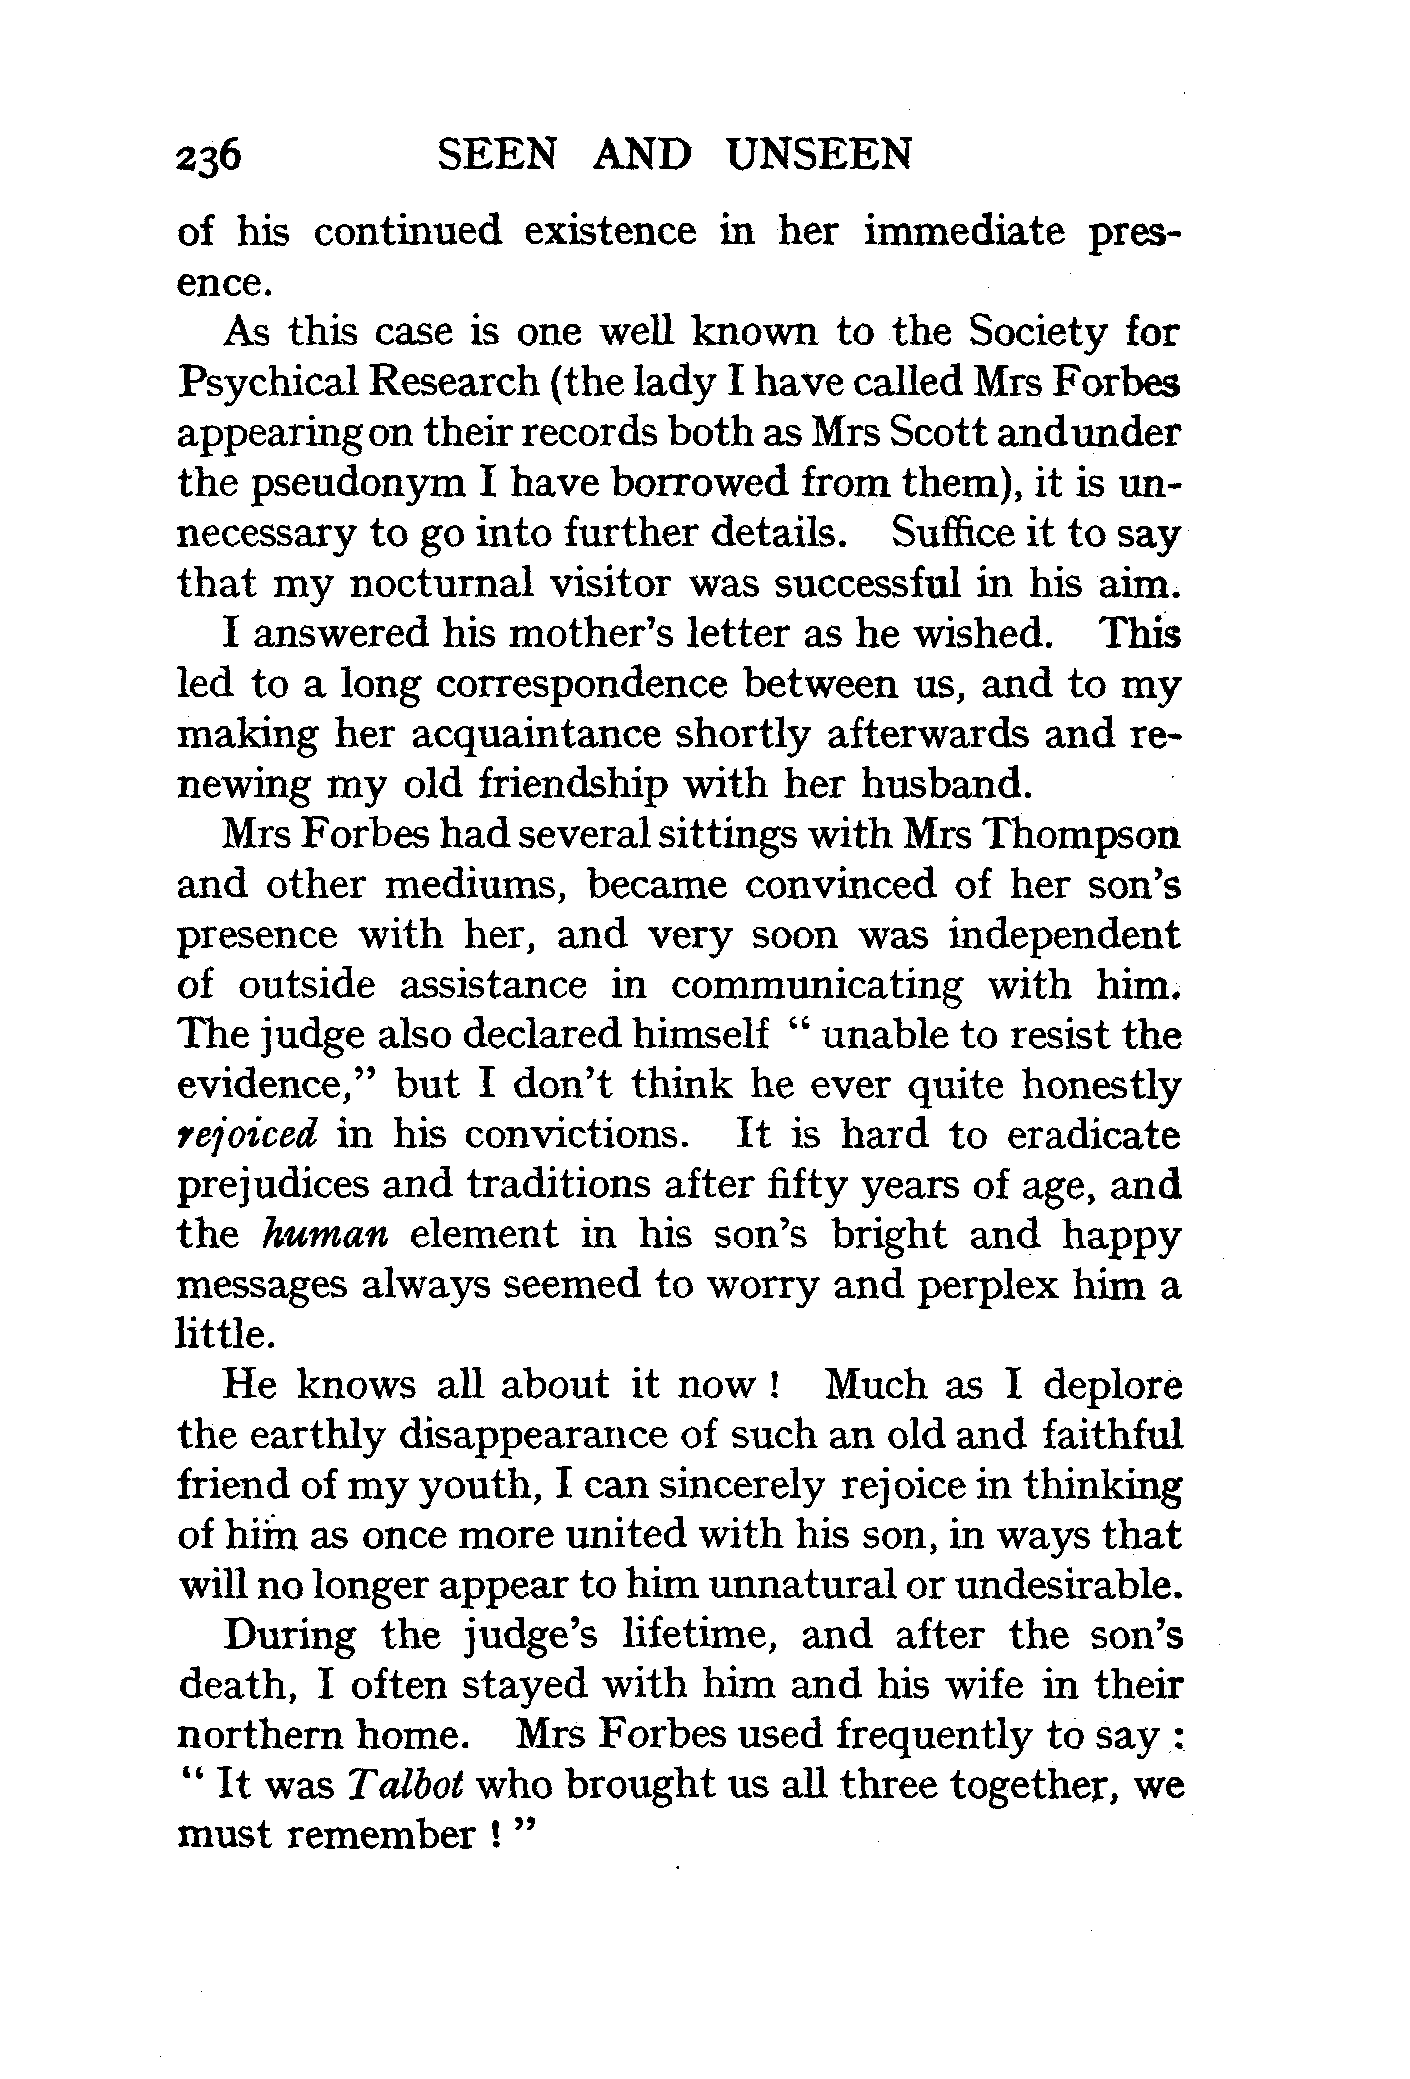 236 SEEN AND UNSEEN
of his continued existence in her immediate pres-
ence.
As this case is one well known to the Society for
Psychical Research (the lady I have called Mrs Forbes
appearing on their records both as Mrs Scott and under
the pseudonym I have borrowed from them), it is un-
necessary to go into further details. Suffice it to say
that my nocturnal visitor was successful in his aim.
I answered his mother's letter as he wished. This
led to a long correspondence between us, and to my
making her acquaintance shortly afterwards and re-
newing my old friendship with her husband.
Mrs Forbes had several sittings with Mrs Thompson
and other mediums, became convinced of her son's
presence with her, and very soon was independent
of outside assistance in communicating with him.
The judge also declared himself " unable to resist the
evidence," but I don't think he ever quite honestly
rejoiced in his convictions. It is hard to eradicate
prejudices and traditions after fifty years of age, and
the human element in his son's bright and happy
messages always seemed to worry and perplex him a
little.
He knows all about it now ! Much as I deplore
the earthly disappearance of such an old and faithful
friend of my youth, I can sincerely rejoice in thinking
of him as once more united with his son, in ways that
will no longer appear to him unnatural or undesirable.
During the judge's lifetime, and after the son's
death, I often stayed with him and his wife in their
northern home. Mrs Forbes used frequently to say :
" It was Talbot who brought us all three together, we
must remember ! "